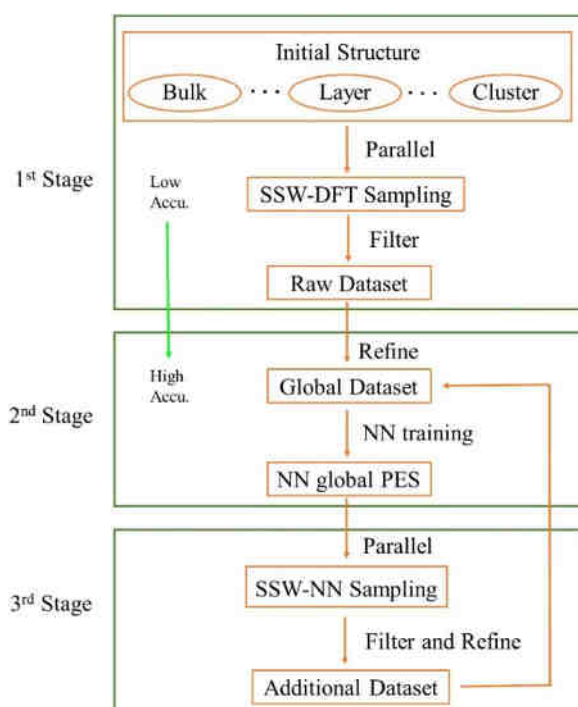 Initial Structure
Bulk ··· Layer ··· Cluster
Parallel
1st Stage
Low
Accu.
SSW-DFT Sampling
Filter
Raw Dataset
Refine
High
Accu.
Global Dataset
2nd Stage
NN training
NN global PES
Parallel
SSW-NN Sampling
3rd Stage
Filter and Refine
Additional Dataset